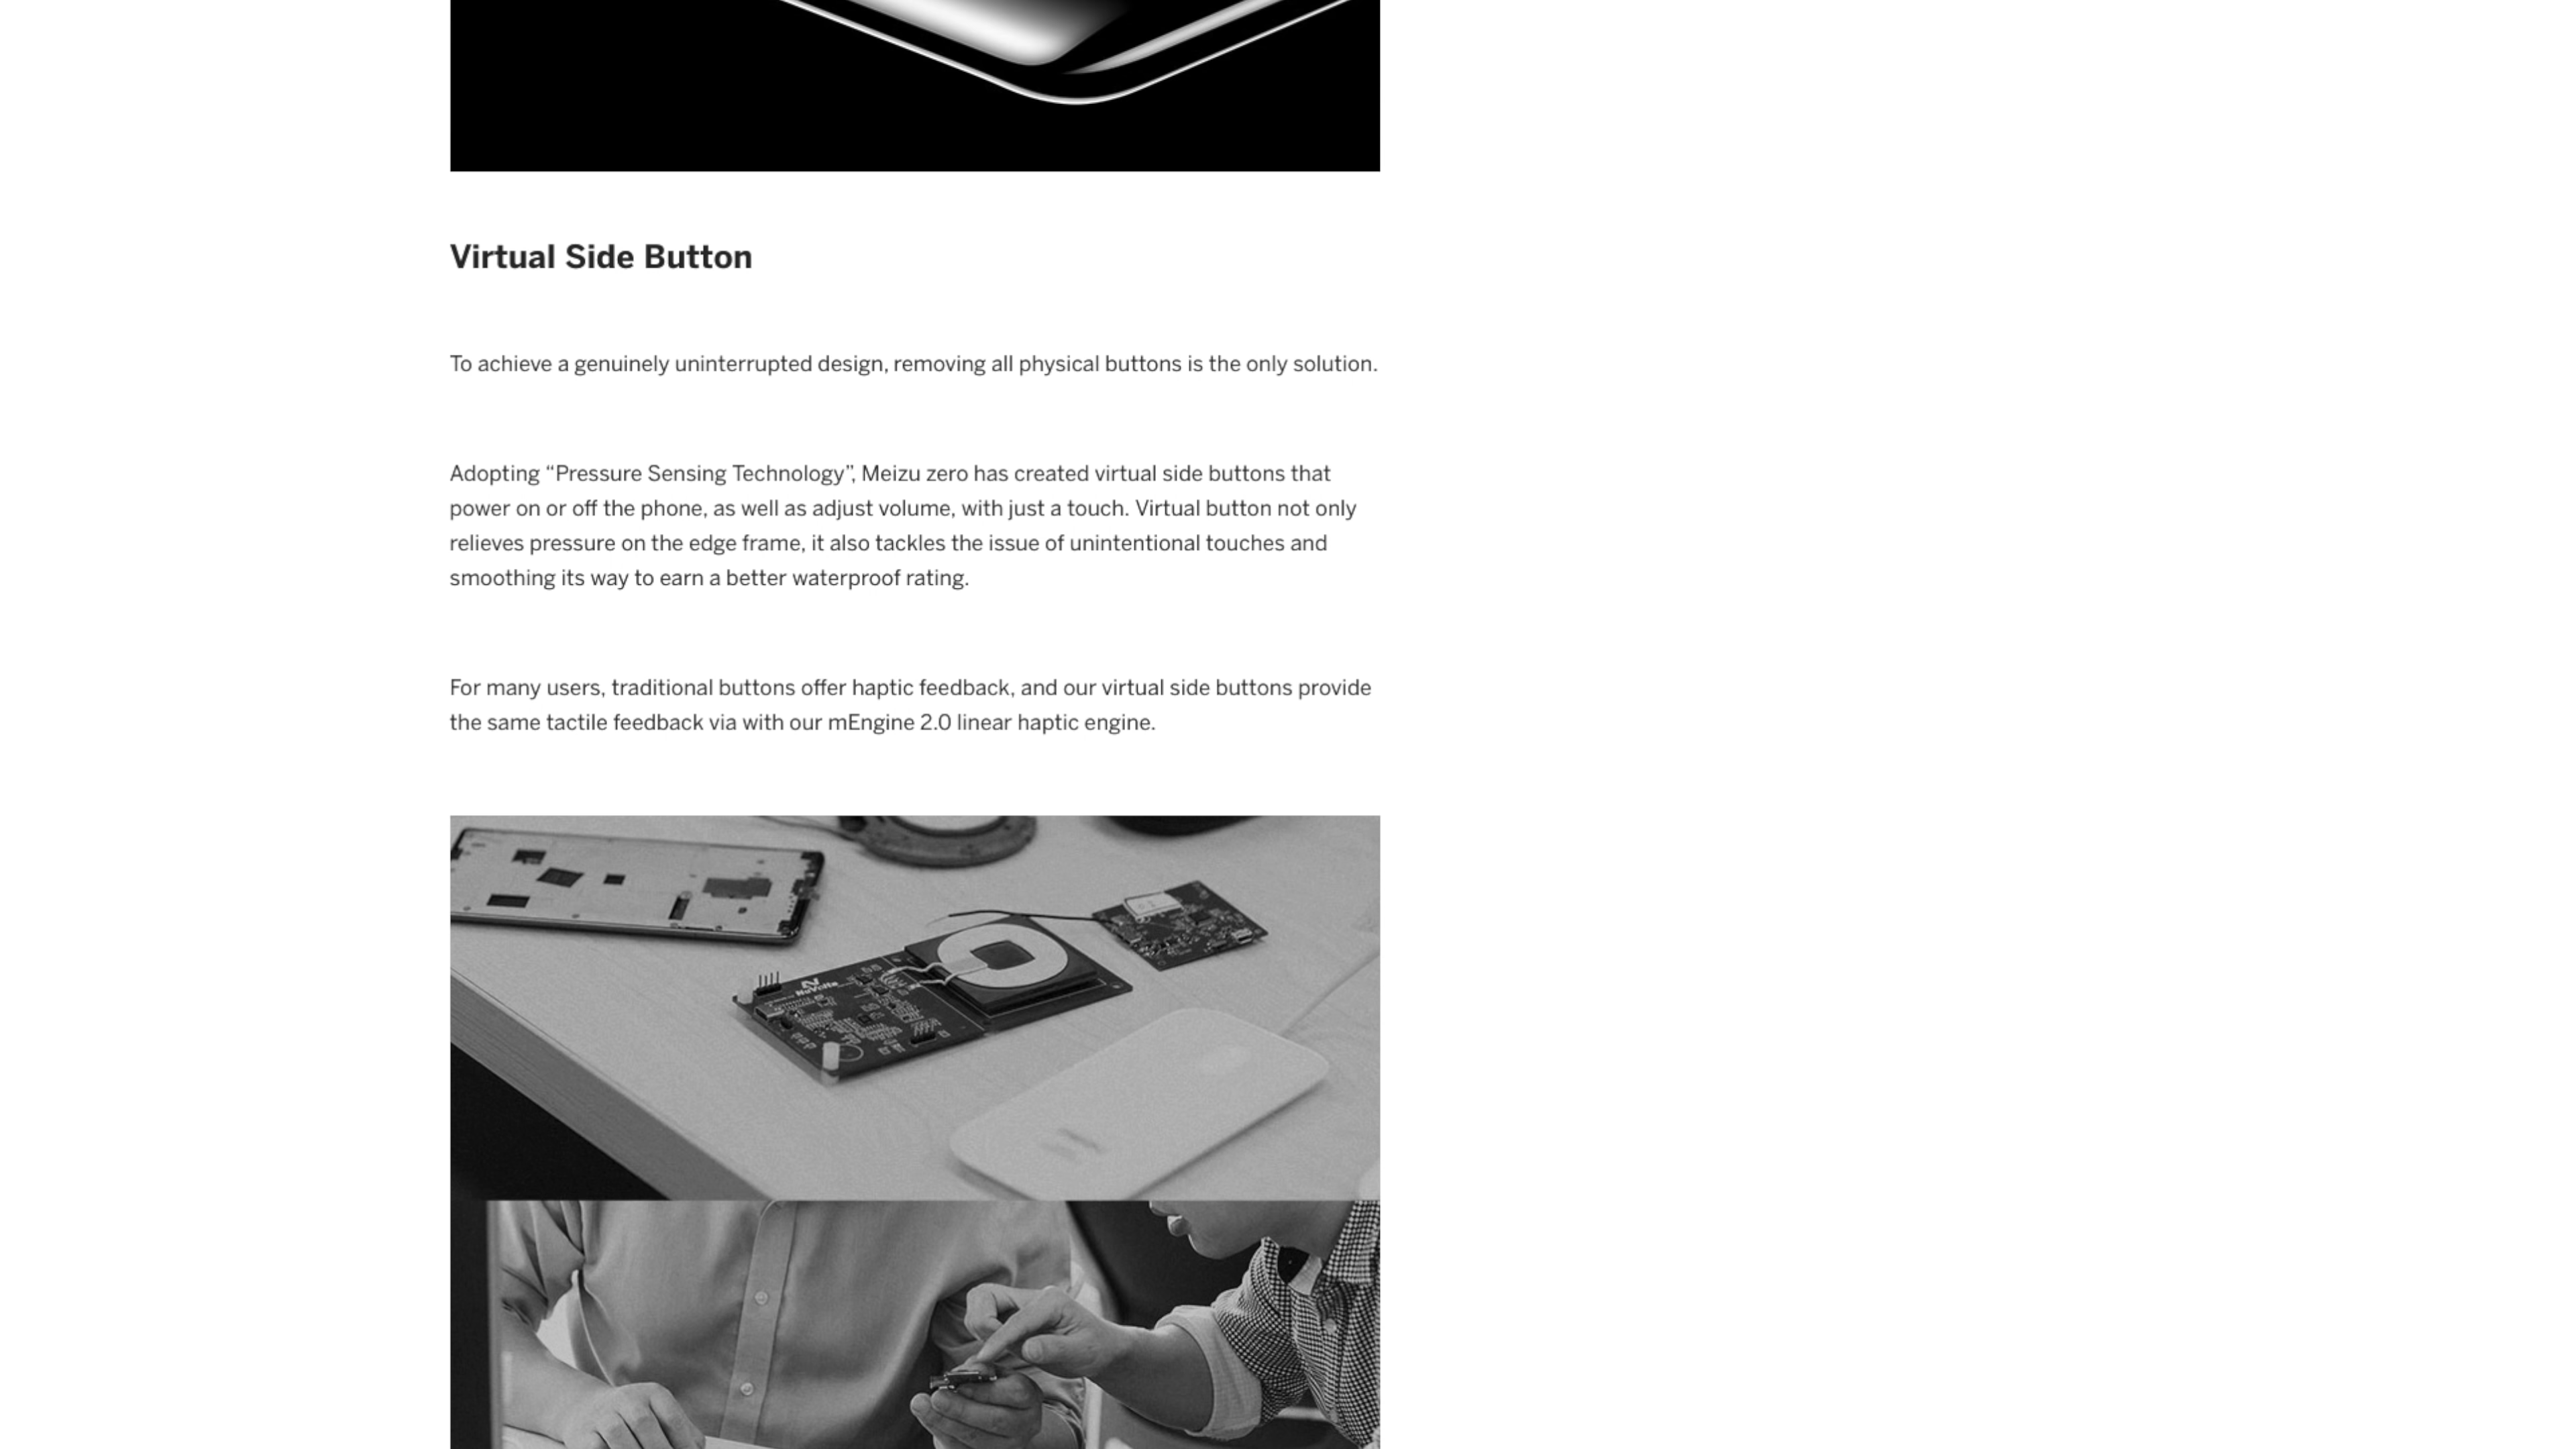 Virtual Side Button
To achieve a genuinely uninterrupted design, removing all physical buttons is the only solution.
Adopting “Pressure Sensing Technology”, Meizu zero has created virtual side buttons that
power on or off the phone, as well as adjust volume, with just a touch. Virtual button not only
relieves pressure on the edge frame, it also tackles the issue of unintentional touches and
smoothing its way to earn a better waterproof rating.
For many users, traditional buttons offer haptic feedback, and our virtual side buttons provide
the same tactile feedback via with our mEngine 2.0 linear haptic engine.
NuVolta